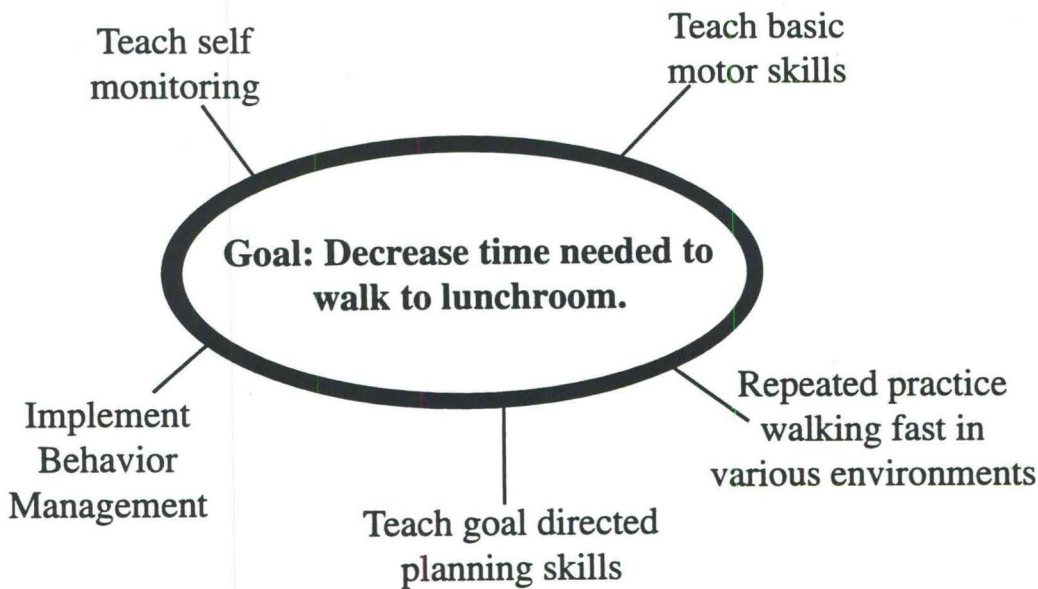 Teach self
monitoring
Teach basic
motor skills
Goal: Decrease time needed to
walk to lunchroom.
Implement
Behavior
Management
Repeated practice
walking fast in
various environments
Teach goal directed
planning skills